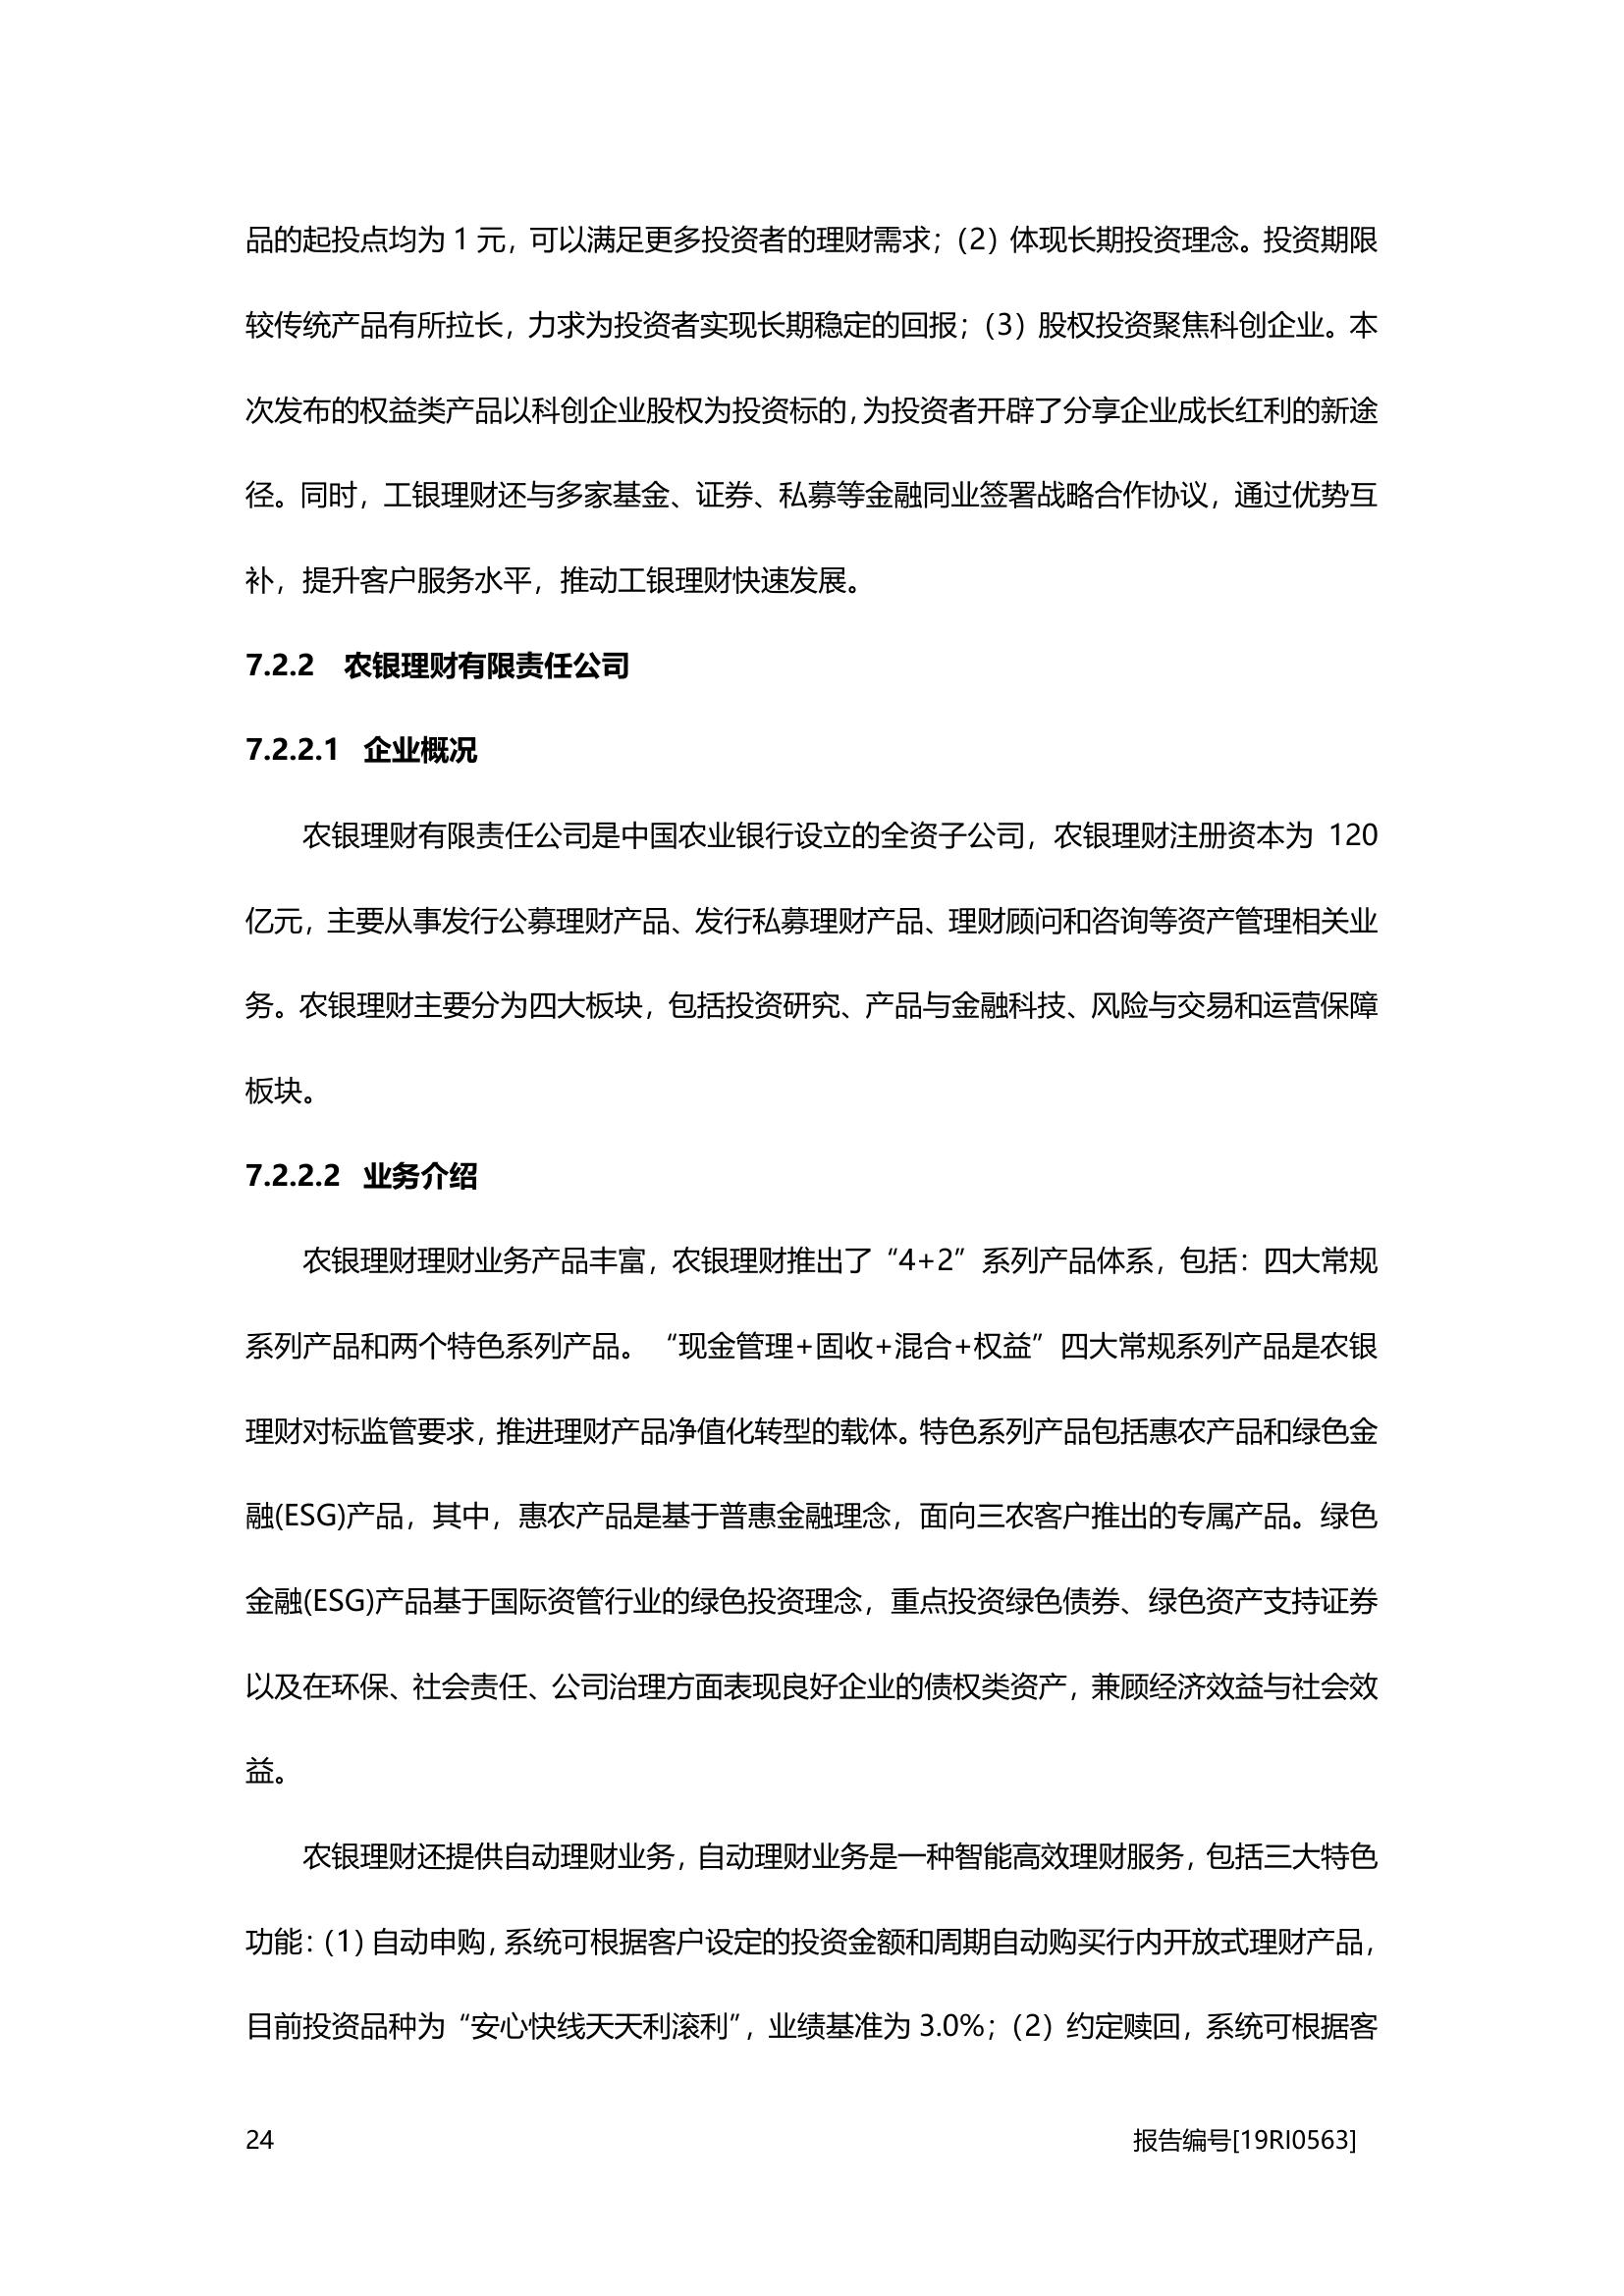 品的起投点均为 1 元，可以满足更多投资者的理财需求；（2）体现长期投资理念。投资期限
较传统产品有所拉长，力求为投资者实现长期稳定的回报；（3）股权投资聚焦科创企业。本
次发布的权益类产品以科创企业股权为投资标的，为投资者开辟了分享企业成长红利的新途
径。同时，工银理财还与多家基金、证券、私募等金融同业签署战略合作协议，通过优势互
补，提升客户服务水平，推动工银理财快速发展。
7.2.2 农银理财有限责任公司
7.2.2.1 企业概况
农银理财有限责任公司是中国农业银行设立的全资子公司，农银理财注册资本为 120
亿元，主要从事发行公募理财产品、发行私募理财产品、理财顾问和咨询等资产管理相关业
务。农银理财主要分为四大板块，包括投资研究、产品与金融科技、风险与交易和运营保障
板块。
7.2.2.2 业务介绍
农银理财理财业务产品丰富，农银理财推出了“4+2”系列产品体系，包括：四大常规
系列产品和两个特色系列产品。“现金管理+固收+混合+权益”四大常规系列产品是农银
理财对标监管要求，推进理财产品净值化转型的载体。特色系列产品包括惠农产品和绿色金
融(ESG)产品，其中，惠农产品是基于普惠金融理念，面向三农客户推出的专属产品。绿色
金融(ESG)产品基于国际资管行业的绿色投资理念，重点投资绿色债券、绿色资产支持证券
以及在环保、社会责任、公司治理方面表现良好企业的债权类资产，兼顾经济效益与社会效
益。
农银理财还提供自动理财业务，自动理财业务是一种智能高效理财服务，包括三大特色
功能：（1）自动申购，系统可根据客户设定的投资金额和周期自动购买行内开放式理财产品，
目前投资品种为“安心快线天天利滚利”，业绩基准为 3.0%；（2）约定赎回，系统可根据客
24 报告编号[19RI0563]